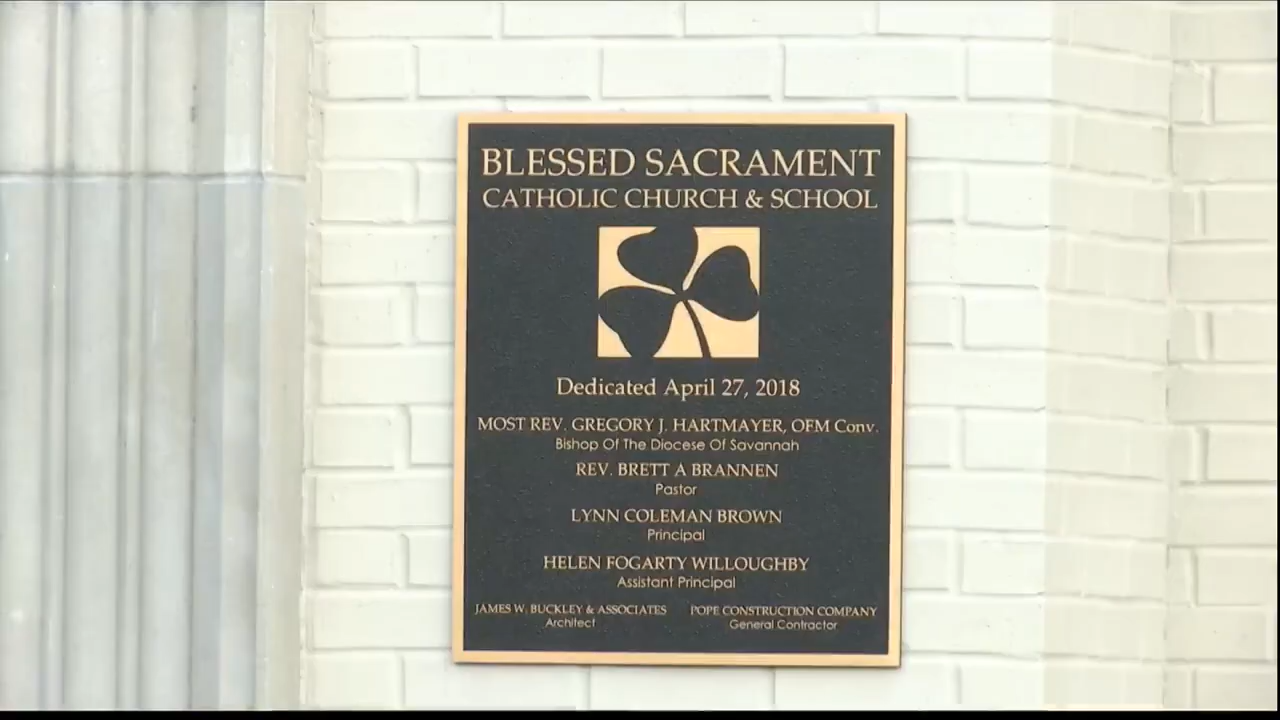 BLESSED SACRAMENT
CATHOLIC CHURCH & SCHOOL
Dedicated April 27, 2018
MOST REV. GREGORY J. HARTMAYER, OFM Conv.
Bishop Of The Diocese Of Savannah
REV. BRETT A BRANNEN
Pastor
LYNN COLEMAN BROWN
Principal
HELEN FOGARTY WILLOUGHBY
Assistant Principal
JAMES W. BUCKLEY & ASSOCIATES
Architect
POPE CONSTRUCTION COMPANY
General Contractor